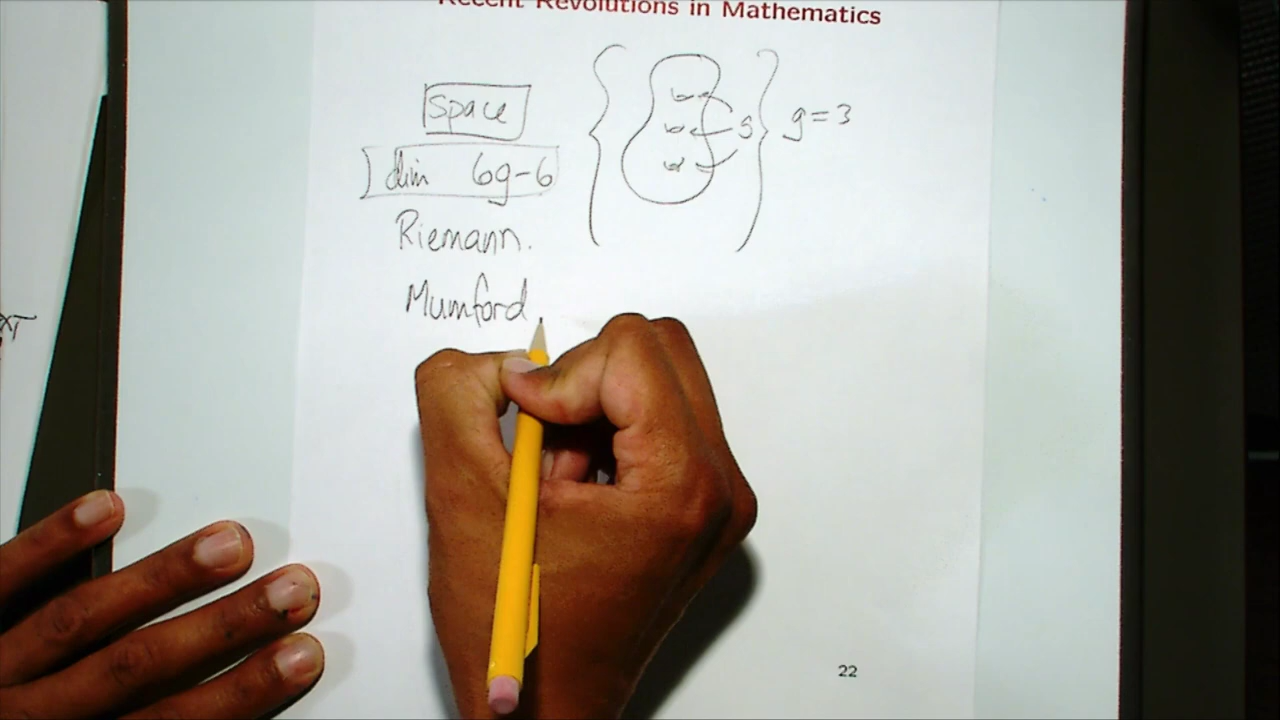 Recent Revolutions in Mathematics
space
g g=3
dim 6g-6
Riemann.
Mumford
22